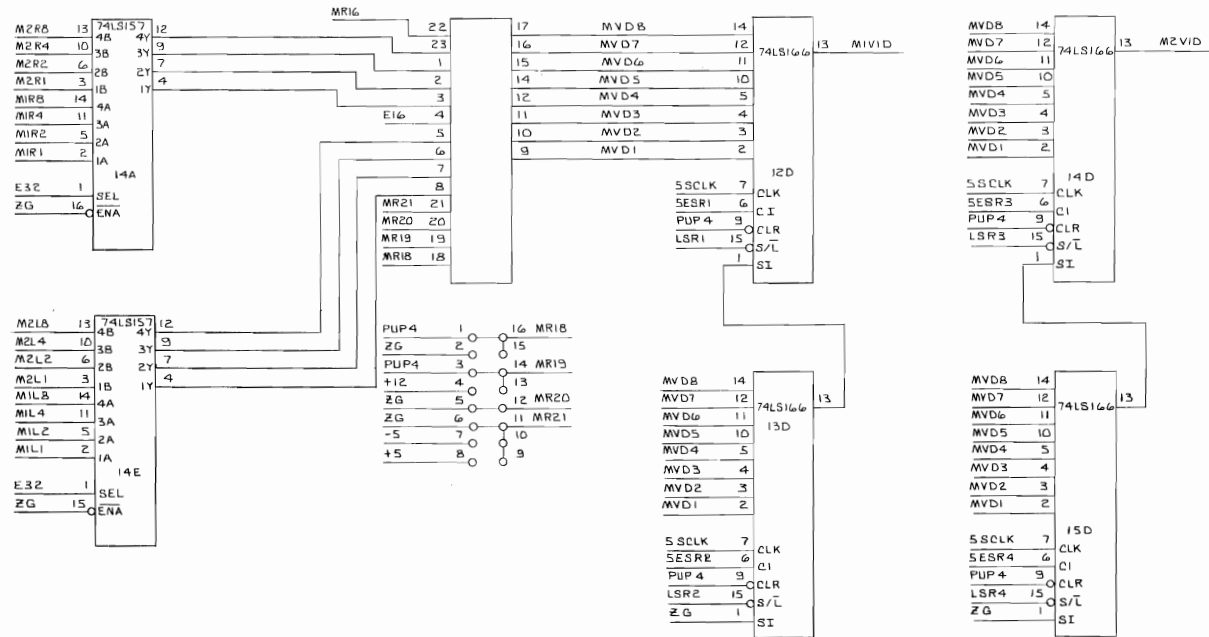 74LS157
M2R8 13 4B 4Y 12
M2R4 10 3B 3Y 9
M2R2 6 2B 2Y 7
M2R1 3 1B 1Y 4
M1R8 14 4A
M1R4 11 3A
M1R2 5 2A
M1R1 2 1A
14A
E32 1 SEL
ZG 16 ENA
74LS157
M2L8 13 4B 4Y 12
M2L4 10 3B 3Y 9
M2L2 6 2B 2Y 7
M2L1 3 1B 1Y 4
M1L8 14 4A
M1L4 11 3A
M1L2 5 2A
M1L1 2 1A
14E
E32 1 SEL
ZG 15 ENA
MR16
22 17
23 16
1 15
2 14
3 12
E16 4 11
5 10
6 9
7
8
MR21 21
MR20 20
MR19 19
MR18 18
PUP4 1 16 MR18
ZG 2 15
PUP4 3 14 MR19
+12 4 13
ZG 5 12 MR20
ZG 6 11 MR21
-5 7 10
+5 8 9
MVD8 14
MVD7 12
MVD6 11
MVD5 10
MVD4 5
MVD3 4
MVD2 3
MVD1 2
74LS166
13 M1V1D
12D
SSCLK 7 CLK
SESR1 6 CI
PUP4 9 CLR
LSR1 15 S/L
1 SI
MVD8 14
MVD7 12
MVD6 11
MVD5 10
MVD4 5
MVD3 4
MVD2 3
MVD1 2
74LS166
13
13D
SSCLK 7 CLK
SESR2 6 CI
PUP4 9 CLR
LSR2 15 S/L
ZG 1 SI
MVD8 14
MVD7 12
MVD6 11
MVD5 10
MVD4 5
MVD3 4
MVD2 3
MVD1 2
74LS166
13 M2V1D
14D
SSCLK 7 CLK
SESR3 6 CI
PUP4 9 CLR
LSR3 15 S/L
1 SI
MVD8 14
MVD7 12
MVD6 11
MVD5 10
MVD4 5
MVD3 4
MVD2 3
MVD1 2
74LS166
13
15D
SSCLK 7 CLK
SESR4 6 CI
PUP4 9 CLR
LSR4 15 S/L
ZG 1 SI